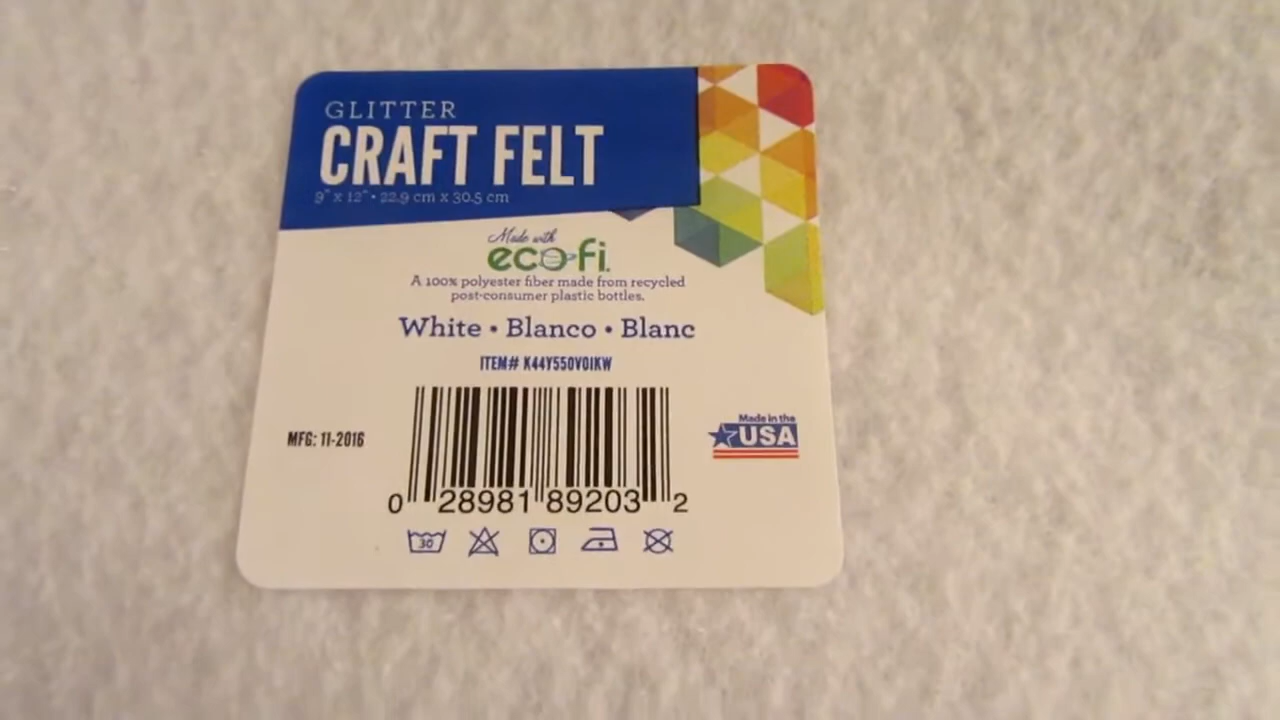 GLITTER
CRAFT FELT
9" x 12" • 22.9 cm x 30.5 cm
Made with
eco-fi
A 100% polyester fiber made from recycled
post-consumer plastic bottles.
White • Blanco • Blanc
ITEM# K44Y550V01KW
MFG: 11-2016
Made in the
USA
0 28981 89203 2
30